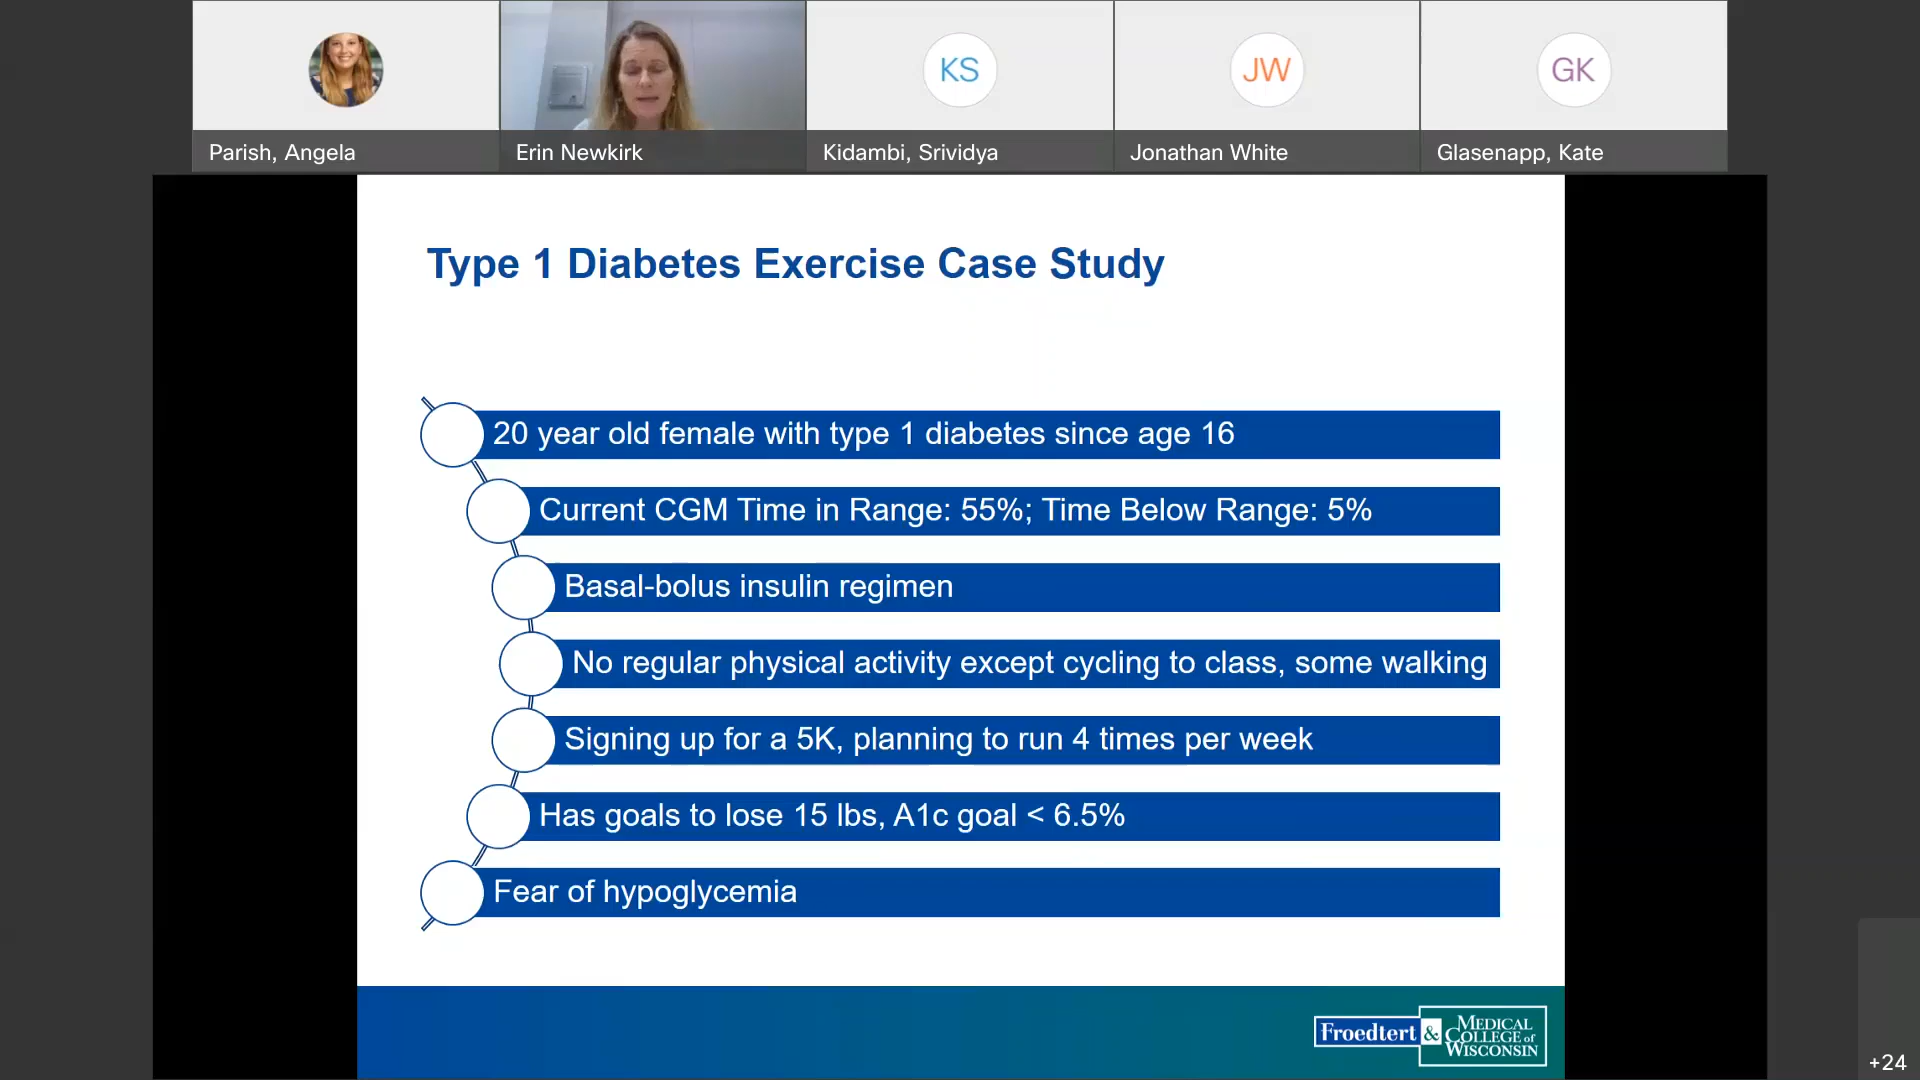 KS
JW
GK
Parish, Angela
Erin Newkirk
Kidambi, Srividya
Jonathan White
Glasenapp, Kate
Type 1 Diabetes Exercise Case Study
20 year old female with type 1 diabetes since age 16
Current CGM Time in Range: 55%; Time Below Range: 5%
Basal-bolus insulin regimen
No regular physical activity except cycling to class, some walking
Signing up for a 5K, planning to run 4 times per week
Has goals to lose 15 lbs, A1c goal < 6.5%
Fear of hypoglycemia
Froedtert &
MEDICAL
COLLEGE of
WISCONSIN
+24